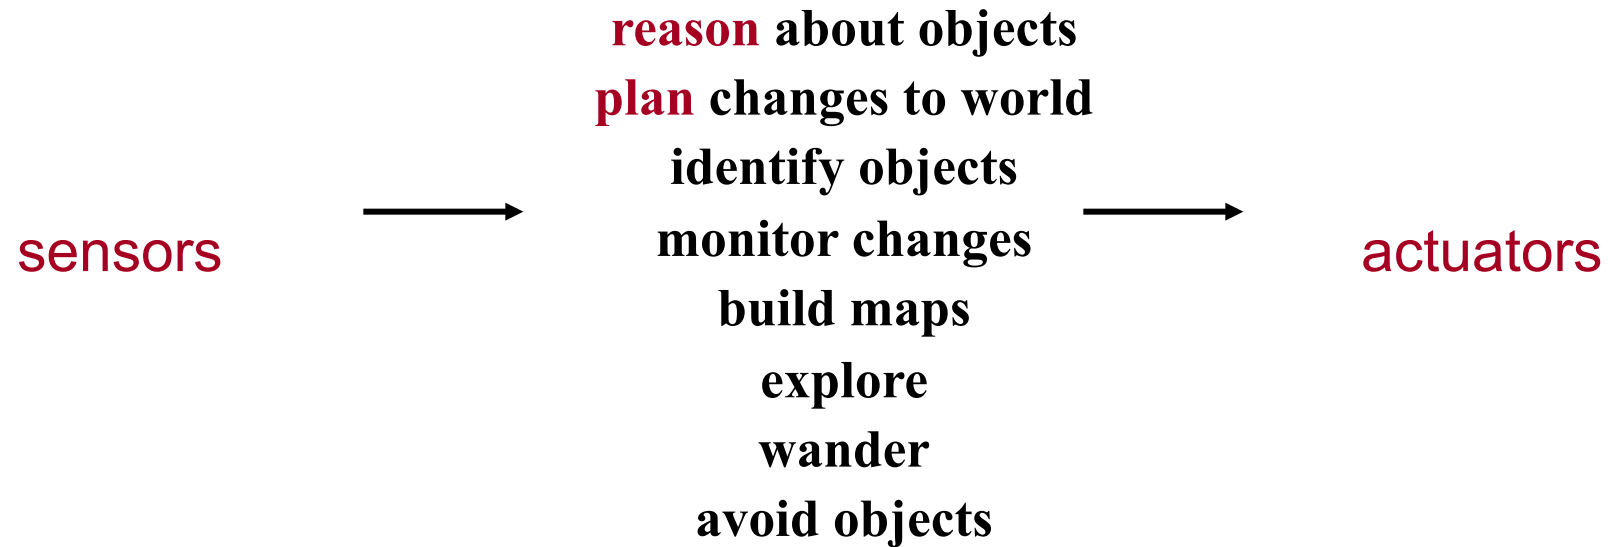 reason about objects
plan changes to world
identify objects
monitor changes
sensors
actuators
build maps
explore
wander
avoid objects